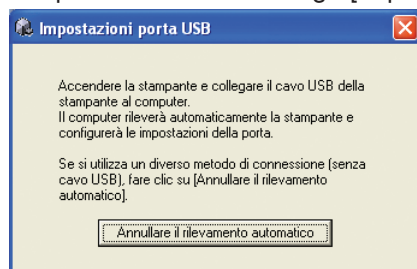 Impostazioni porta USB
Accendere la stampante e collegare il cavo USB della
stampante al computer.
Il computer rileverà automaticamente la stampante e
configurerà le impostazioni della porta.
Se si utilizza un diverso metodo di connessione (senza
cavo USB), fare clic su [Annullare il rilevamento
automatico].
Annullare il rilevamento automatico